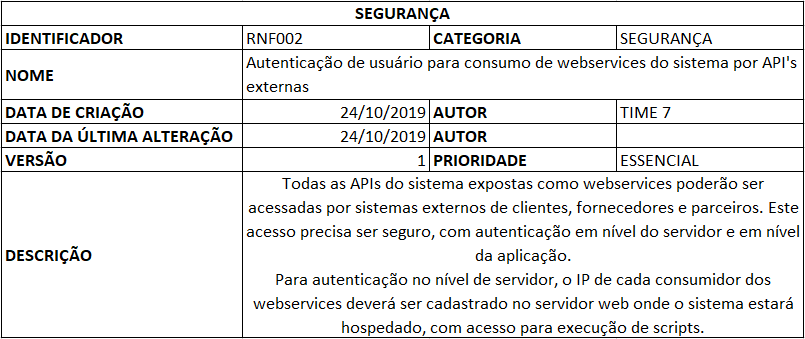 SEGURANÇA
IDENTIFICADOR RNF002 CATEGORIA SEGURANÇA
NOME Autenticação de usuário para consumo de webservices do sistema por API's
externas
DATA DE CRIAÇÃO 24/10/2019 AUTOR TIME 7
DATA DA ÚLTIMA ALTERAÇÃO 24/10/2019 AUTOR
VERSÃO 1 PRIORIDADE ESSENCIAL
DESCRIÇÃO
Todas as APIs do sistema expostas como webservices poderão ser
acessadas por sistemas externos de clientes, fornecedores e parceiros. Este
acesso precisa ser seguro, com autenticação em nível do servidor e em nível
da aplicação.
Para autenticação no nível de servidor, o IP de cada consumidor dos
webservices deverá ser cadastrado no servidor web onde o sistema estará
hospedado, com acesso para execução de scripts.